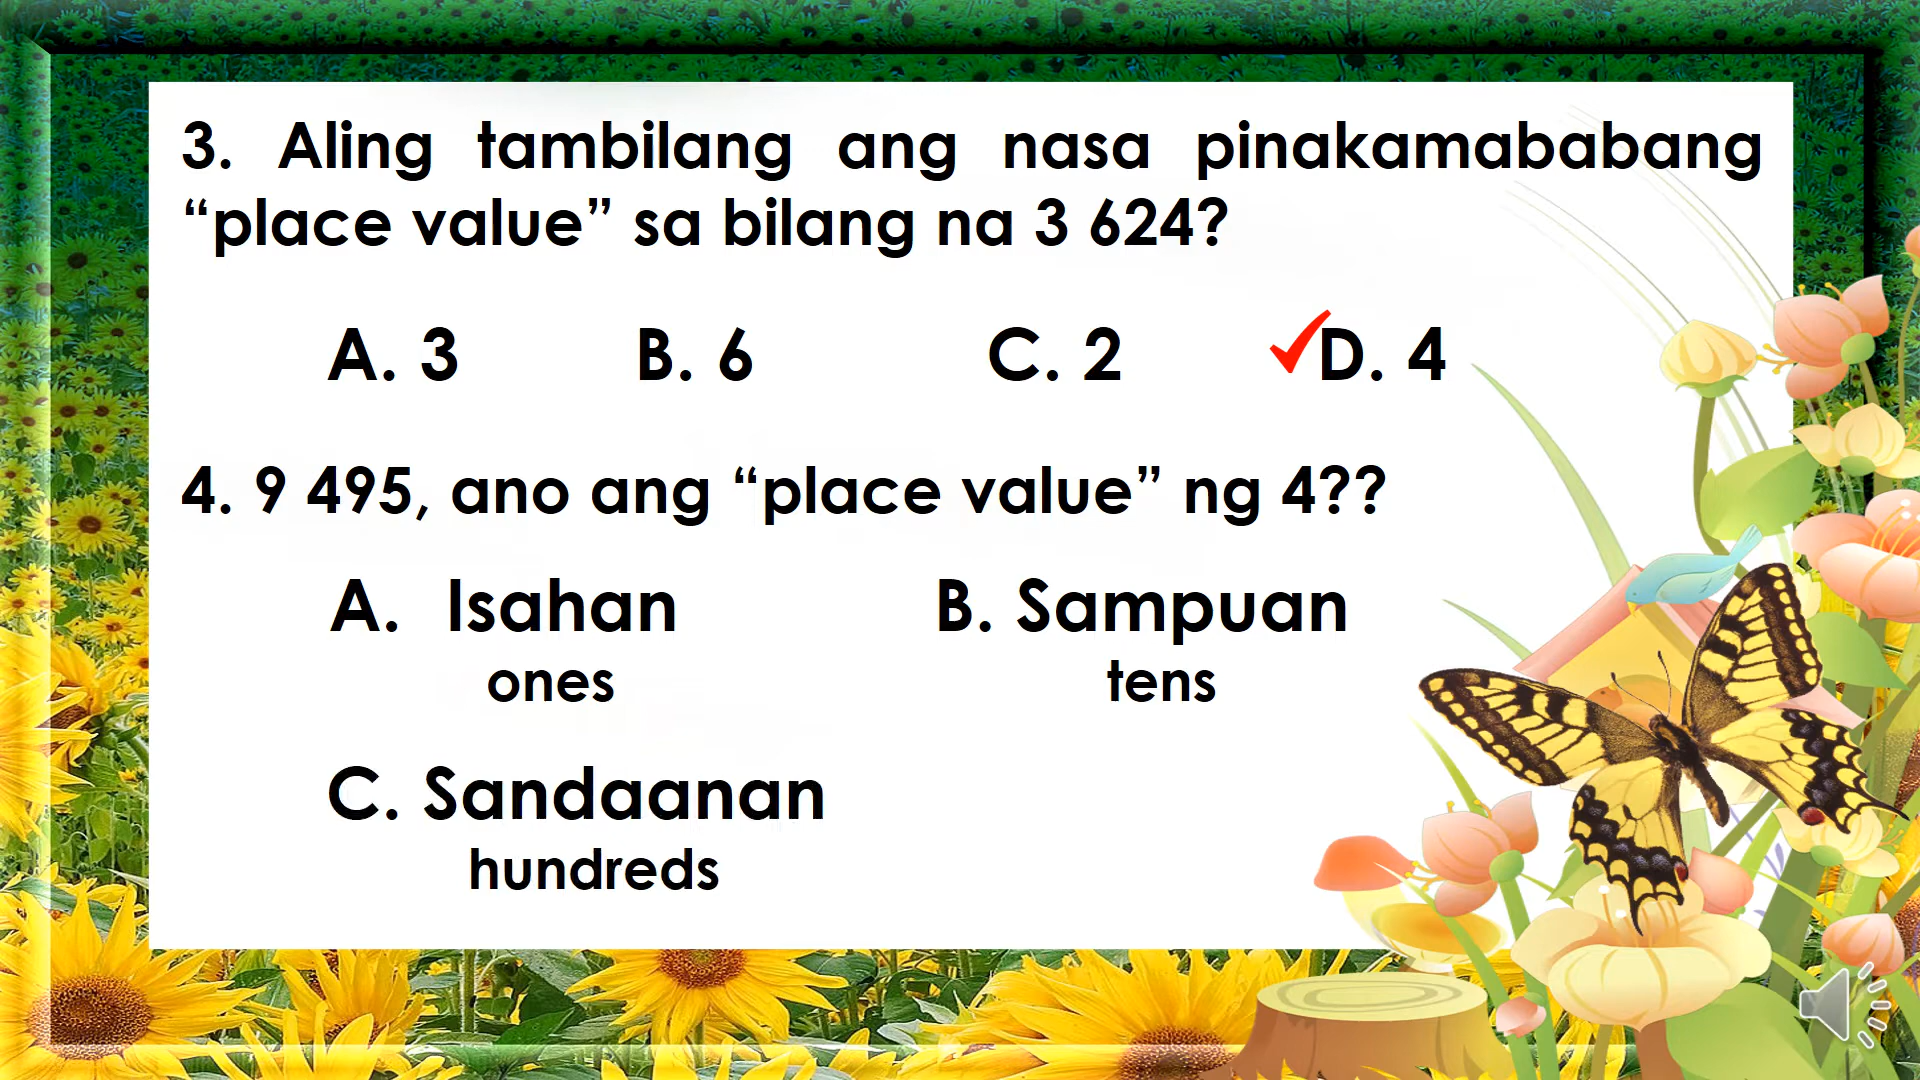 3. Aling tambilang ang nasa pinakamababang
“place value” sa bilang na 3 624?
A. 3 B. 6 C. 2 D. 4
4. 9 495, ano ang “place value” ng 4??
A. Isahan B. Sampuan
ones tens
C. Sandaanan
hundreds